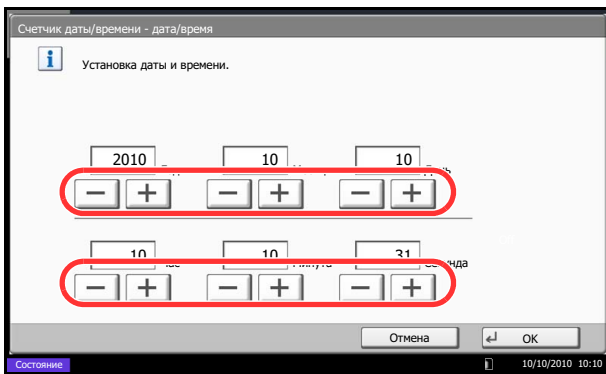 Счетчик даты/времени - дата/время
Установка даты и времени.
2010 10 10
10 10 31 Секунда
Отмена OK
Состояние 10/10/2010 10:10